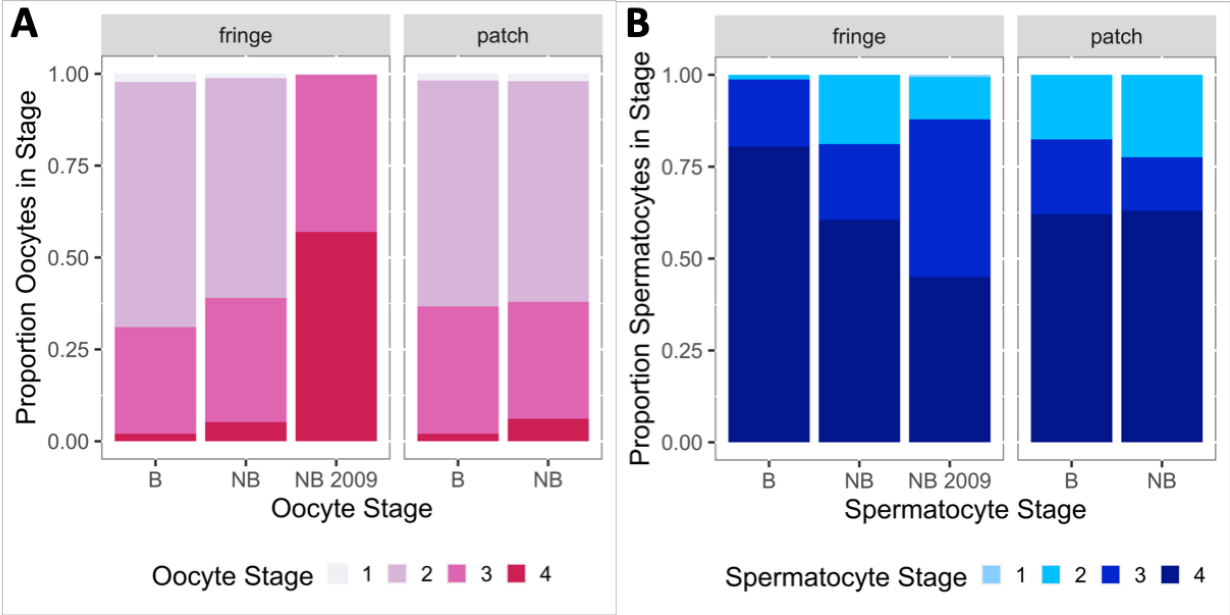 A
fringe
patch
Proportion Oocytes in Stage
1.00
0.75
0.50
0.25
0.00
B
NB
NB 2009
B
NB
Oocyte Stage
Oocyte Stage 1 2 3 4
B
fringe
patch
Proportion Spermatocytes in Stage
1.00
0.75
0.50
0.25
0.00
B
NB
NB 2009
B
NB
Spermatocyte Stage
Spermatocyte Stage 1 2 3 4